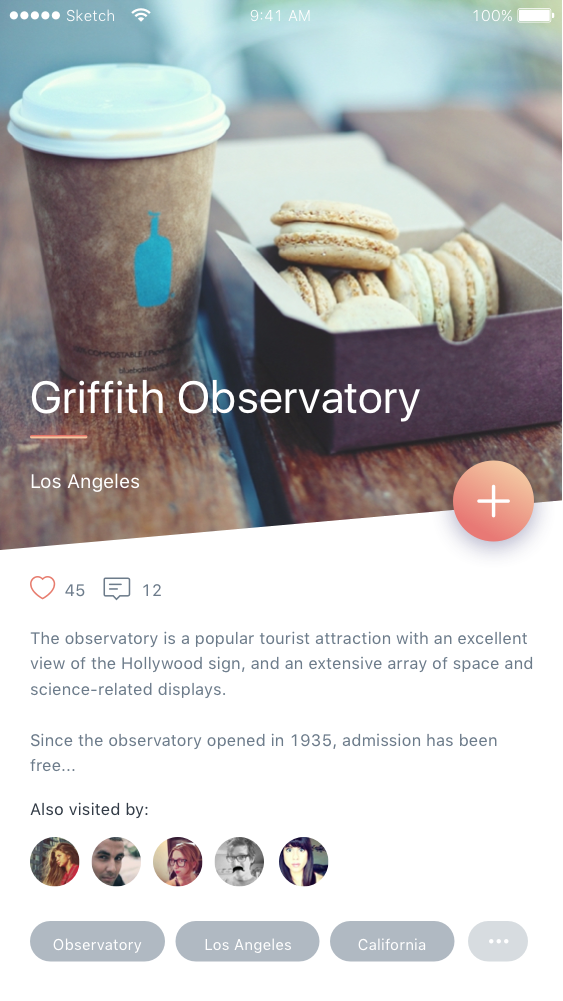 Sketch 9:41 AM 100%
Griffith Observatory
Los Angeles
45 12
The observatory is a popular tourist attraction with an excellent
view of the Hollywood sign, and an extensive array of space and
science-related displays.
Since the observatory opened in 1935, admission has been
free...
Also visited by:
Observatory Los Angeles California